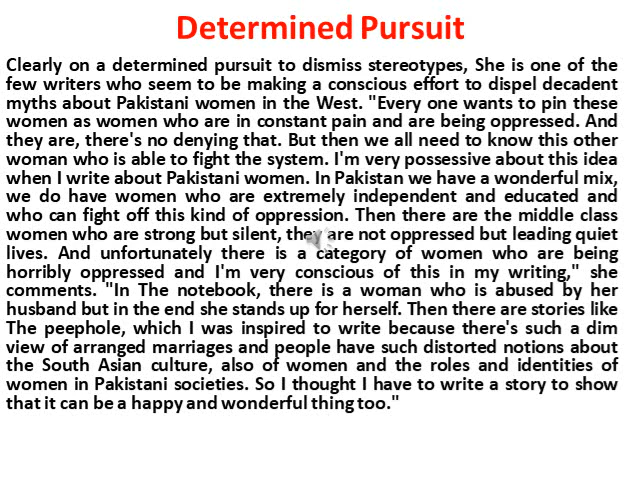 Determined Pursuit
Clearly on a determined pursuit to dismiss stereotypes, She is one of the
few writers who seem to be making a conscious effort to dispel decadent
myths about Pakistani women in the West. "Every one wants to pin these
women as women who are in constant pain and are being oppressed. And
they are, there's no denying that. But then we all need to know this other
woman who is able to fight the system. I'm very possessive about this idea
when I write about Pakistani women. In Pakistan we have a wonderful mix,
we do have women who are extremely independent and educated and
who can fight off this kind of oppression. Then there are the middle class
women who are strong but silent, they are not oppressed but leading quiet
lives. And unfortunately there is a category of women who are being
horribly oppressed and I'm very conscious of this in my writing," she
comments. "In The notebook, there is a woman who is abused by her
husband but in the end she stands up for herself. Then there are stories like
The peephole, which I was inspired to write because there's such a dim
view of arranged marriages and people have such distorted notions about
the South Asian culture, also of women and the roles and identities of
women in Pakistani societies. So I thought I have to write a story to show
that it can be a happy and wonderful thing too."